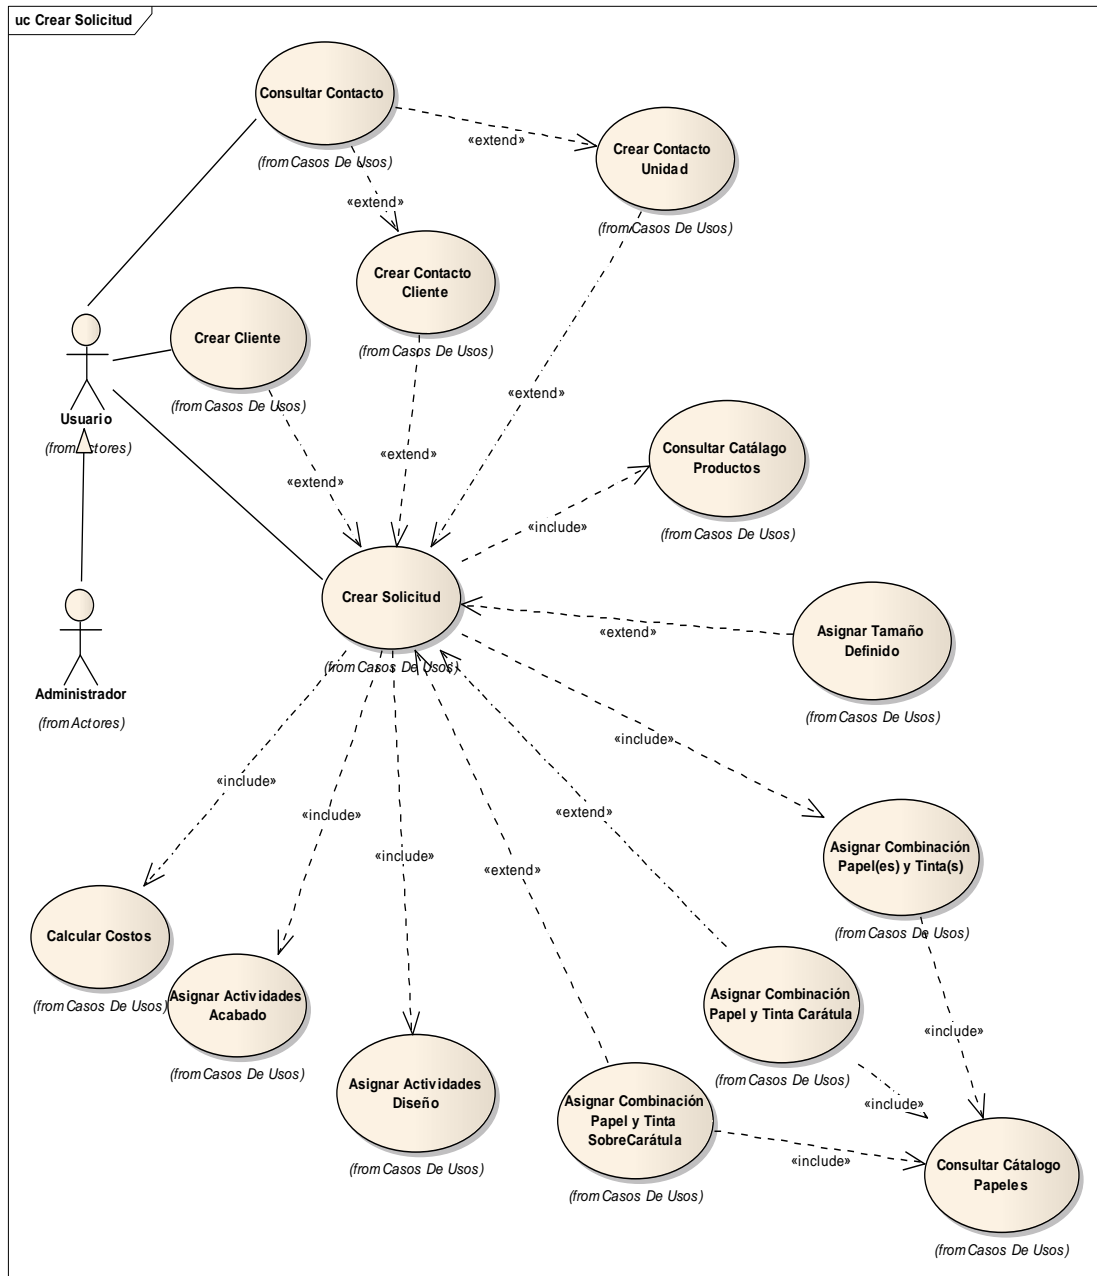 uc Crear Solicitud
Consultar Contacto
(from Casos De Usos)
«extend»
Crear Contacto
Unidad
(from Casos De Usos)
«extend»
Crear Contacto
Cliente
(from Casos De Usos)
Crear Cliente
(from Casos De Usos)
Usuario
(from Actores)
«extend»
«extend»
«extend»
Consultar Catálago
Productos
(from Casos De Usos)
«include»
Crear Solicitud
(from Casos De Usos)
«extend»
Asignar Tamaño
Definido
(from Casos De Usos)
Administrador
(from Actores)
«include»
«include»
«include»
«include»
«extend»
«extend»
Asignar Combinación
Papel(es) y Tinta(s)
(from Casos De Usos)
Calcular Costos
(from Casos De Usos)
Asignar Actividades
Acabado
(from Casos De Usos)
Asignar Combinación
Papel y Tinta Carátula
(from Casos De Usos)
«include»
«include»
Asignar Actividades
Diseño
(from Casos De Usos)
Asignar Combinación
Papel y Tinta
SobreCarátula
(from Casos De Usos)
«include»
Consultar Cátalogo
Papeles
(from Casos De Usos)